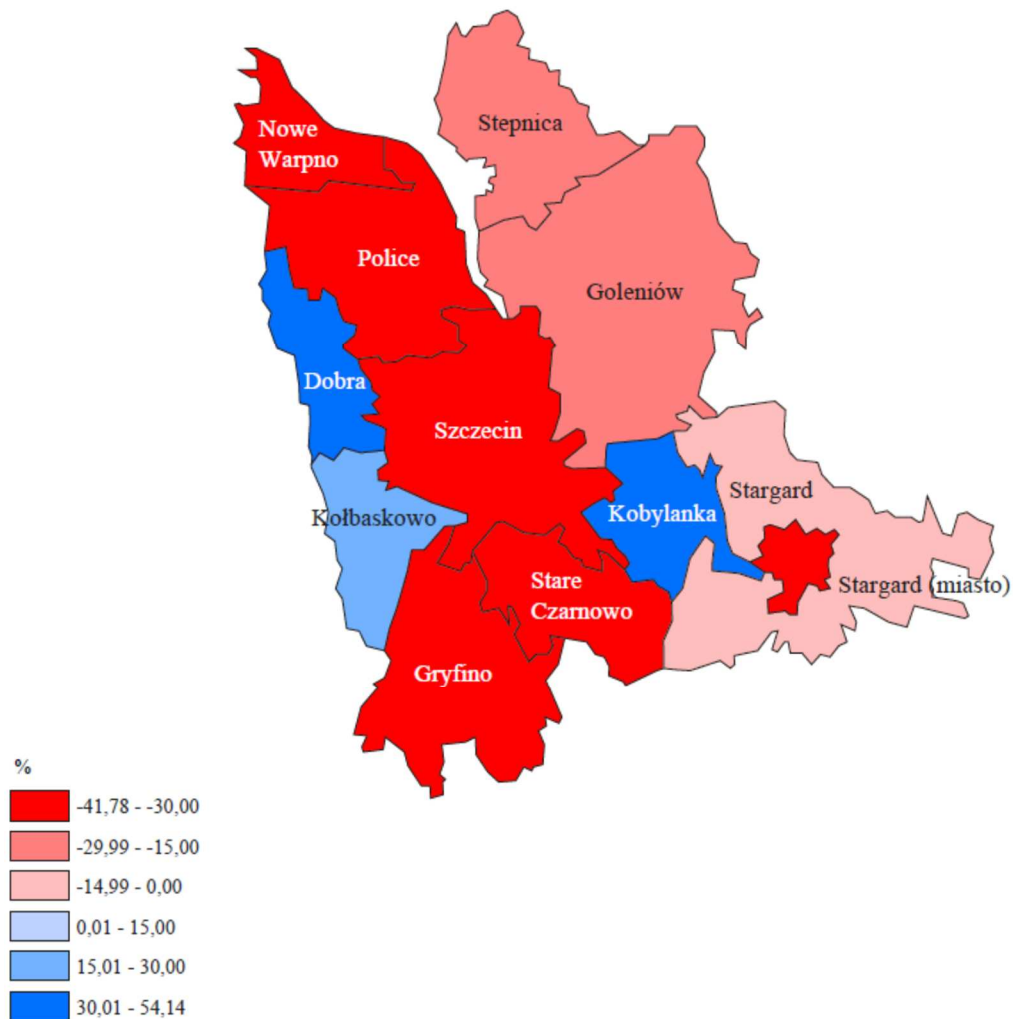 Nowe
Warpno
Stepnica
Police
Goleniów
Dobra
Szczecin
Stargard
Kołbaskowo
Kobylanka
Stare
Czarnowo
Stargard (miasto)
Gryfino
%
-41,78 - -30,00
-29,99 - -15,00
-14,99 - 0,00
0,01 - 15,00
15,01 - 30,00
30,01 - 54,14